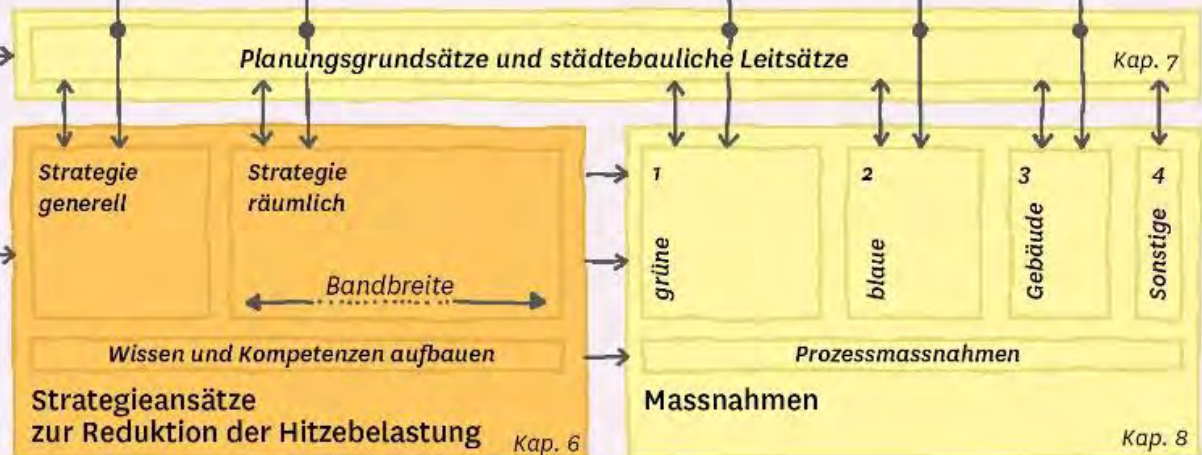 Planungsgrundsätze und städtebauliche Leitsätze
Kap. 7
Strategie
generell
Strategie
räumlich
Bandbreite
Wissen und Kompetenzen aufbauen
Strategieansätze
zur Reduktion der Hitzebelastung
Kap. 6
1
grüne
2
blaue
3
Gebäude
4
Sonstige
Prozessmassnahmen
Massnahmen
Kap. 8